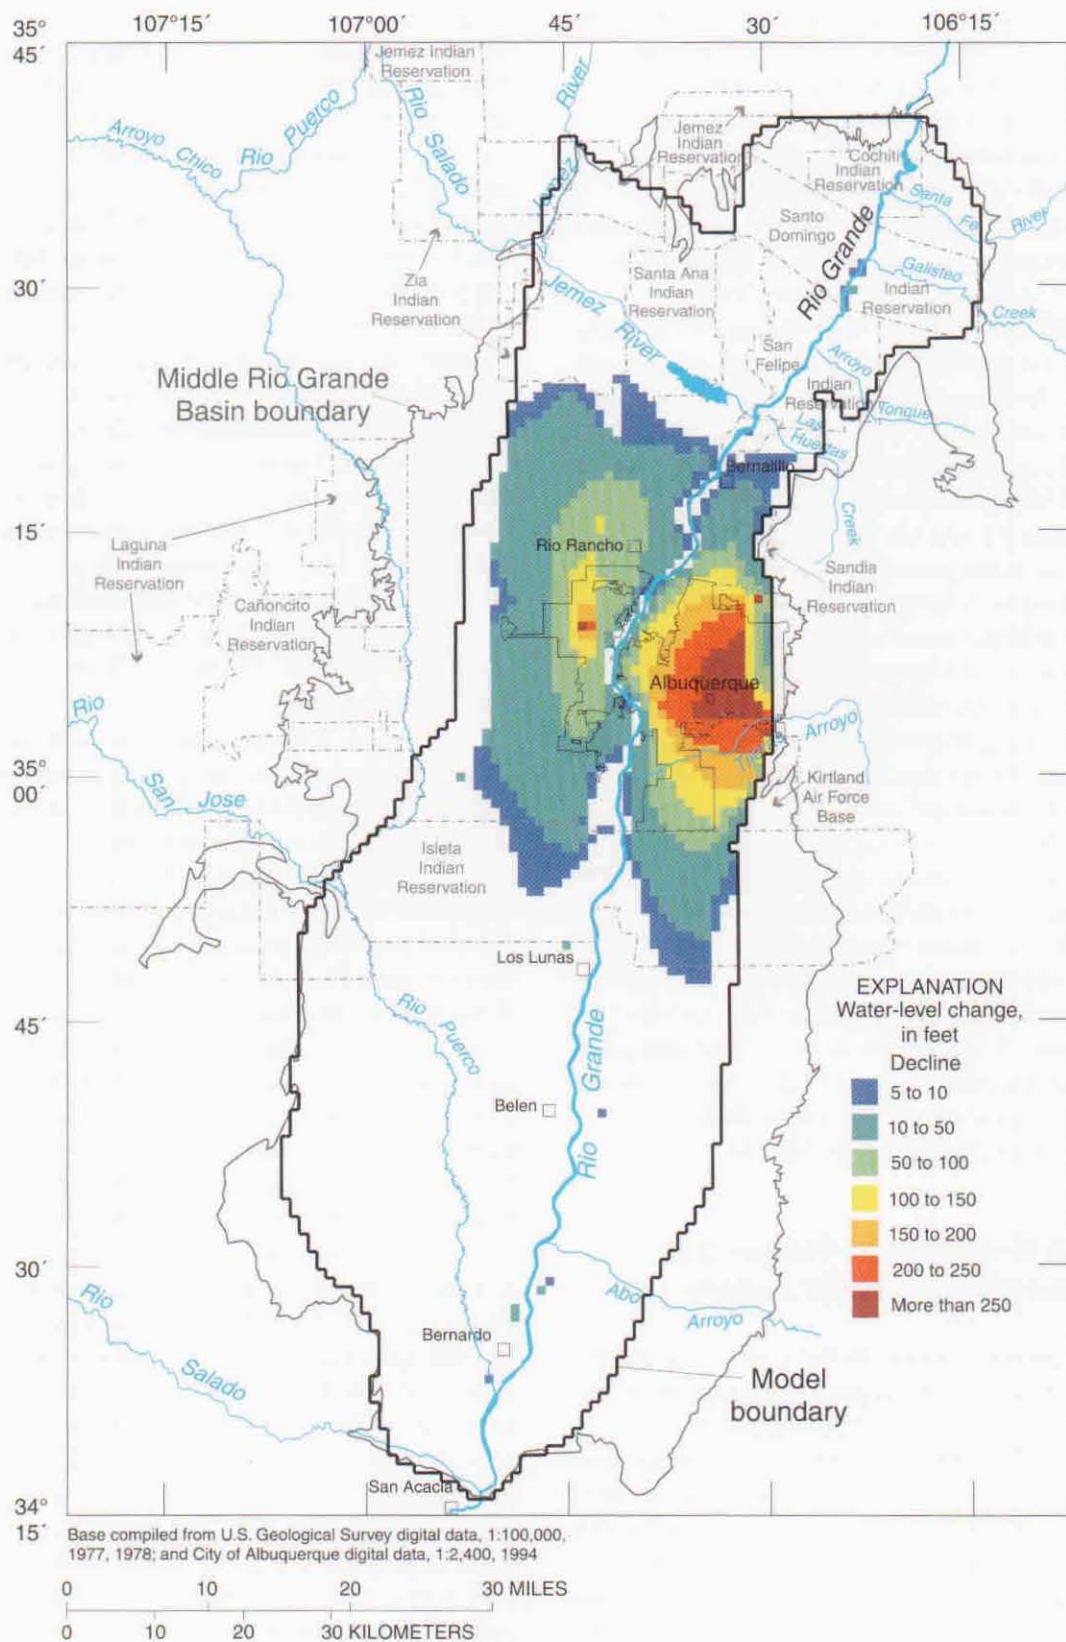 35°
45´
107°15´
107°00´
45´
30´
106°15´
Jemez Indian
Reservation
River
Arroyo Chico
Rio Puerco
Rio Salado
Jemez
Jemez
Indian
Reservation
Cochiti
Indian
Reservation
Santa Fe River
Santo
Domingo
Rio Grande
Galisteo
Creek
Indian
Reservation
30´
Zia
Indian
Reservation
Santa Ana
Indian
Reservation
Jemez River
San
Felipe
Indian
Reservation
Arroyo
Tonque
Las
Huertas
Creek
Middle Rio Grande
Basin boundary
Bernalillo
15´
Rio Rancho
Laguna
Indian
Reservation
Cañoncito
Indian
Reservation
Sandia
Indian
Reservation
Albuquerque
Arroyo
Rio
San Jose
35°
00´
Kirtland
Air Force
Base
Isleta
Indian
Reservation
Los Lunas
Rio Puerco
Rio Grande
45´
Belen
EXPLANATION
Water-level change,
in feet
Decline
5 to 10
10 to 50
50 to 100
100 to 150
150 to 200
200 to 250
More than 250
30´
Rio
Salado
Abo
Arroyo
Bernardo
Model
boundary
San Acacia
34°
15´
Base compiled from U.S. Geological Survey digital data, 1:100,000,
1977, 1978; and City of Albuquerque digital data, 1:2,400, 1994
0 10 20 30 MILES
0 10 20 30 KILOMETERS